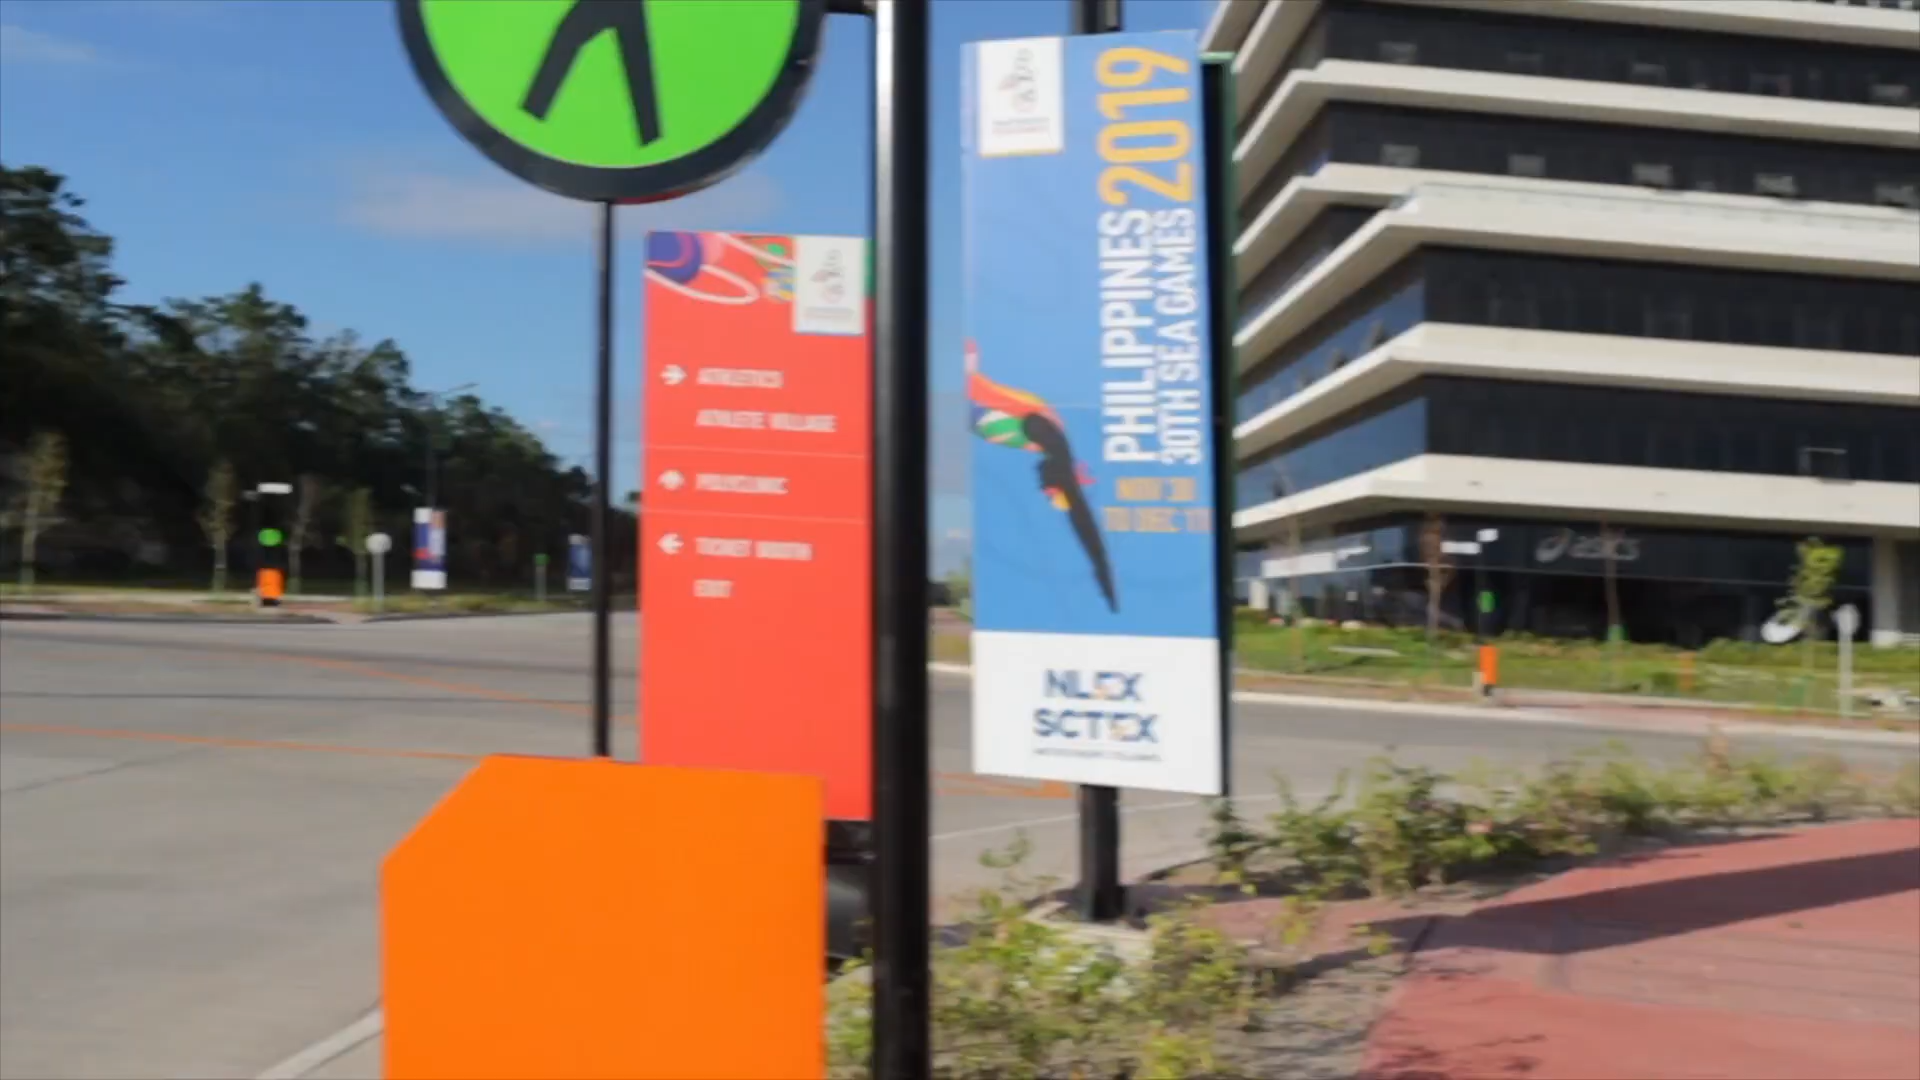 ATHLETICS
ATHLETE VILLAGE
POLYCLINIC
TICKET BOOTH
EXIT
PHILIPPINES 2019
30TH SEA GAMES
NOV 30
TO DEC 11
NLEX
SCTEX
asics